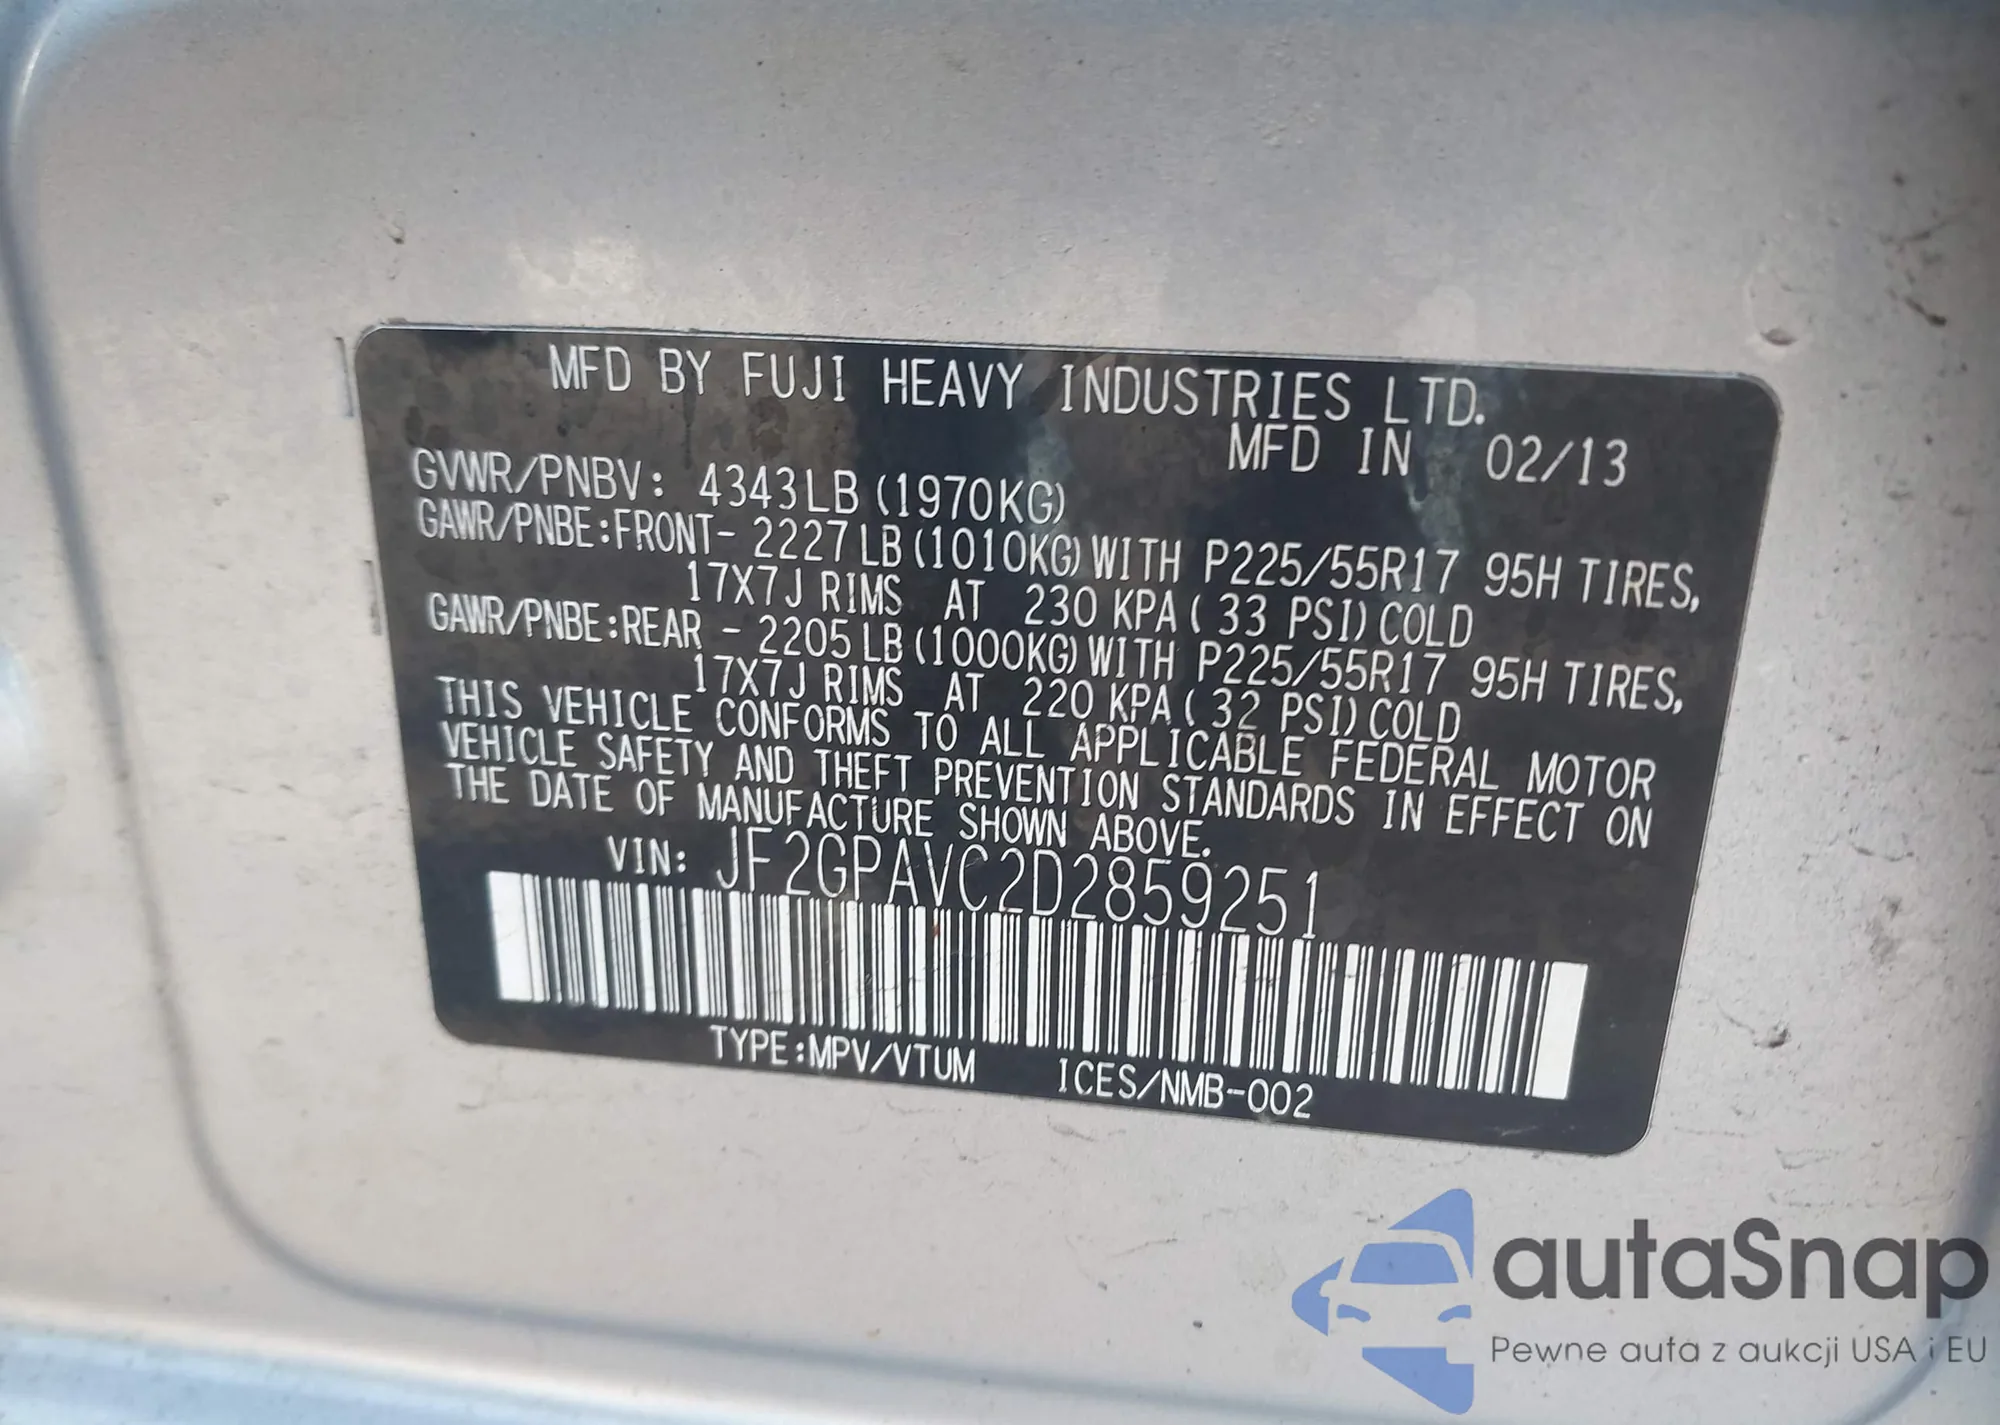 MFD BY FUJI HEAVY INDUSTRIES LTD.
MFD IN 02/13
GVWR/PNBV: 4343LB (1970KG)
GAWR/PNBE:FRONT- 2227 LB (1010KG) WITH P225/55R17 95H TIRES,
17X7J RIMS AT 230 KPA ( 33 PSI) COLD
GAWR/PNBE:REAR - 2205 LB (1000KG) WITH P225/55R17 95H TIRES,
17X7J RIMS AT 220 KPA ( 32 PSI) COLD
THIS VEHICLE CONFORMS TO ALL APPLICABLE FEDERAL MOTOR
VEHICLE SAFETY AND THEFT PREVENTION STANDARDS IN EFFECT ON
THE DATE OF MANUFACTURE SHOWN ABOVE.
VIN: JF2GPAVC2D2859251
TYPE:MPV/VTUM ICES/NMB-002
autaSnap
Pewne auta z aukcji USA i EU